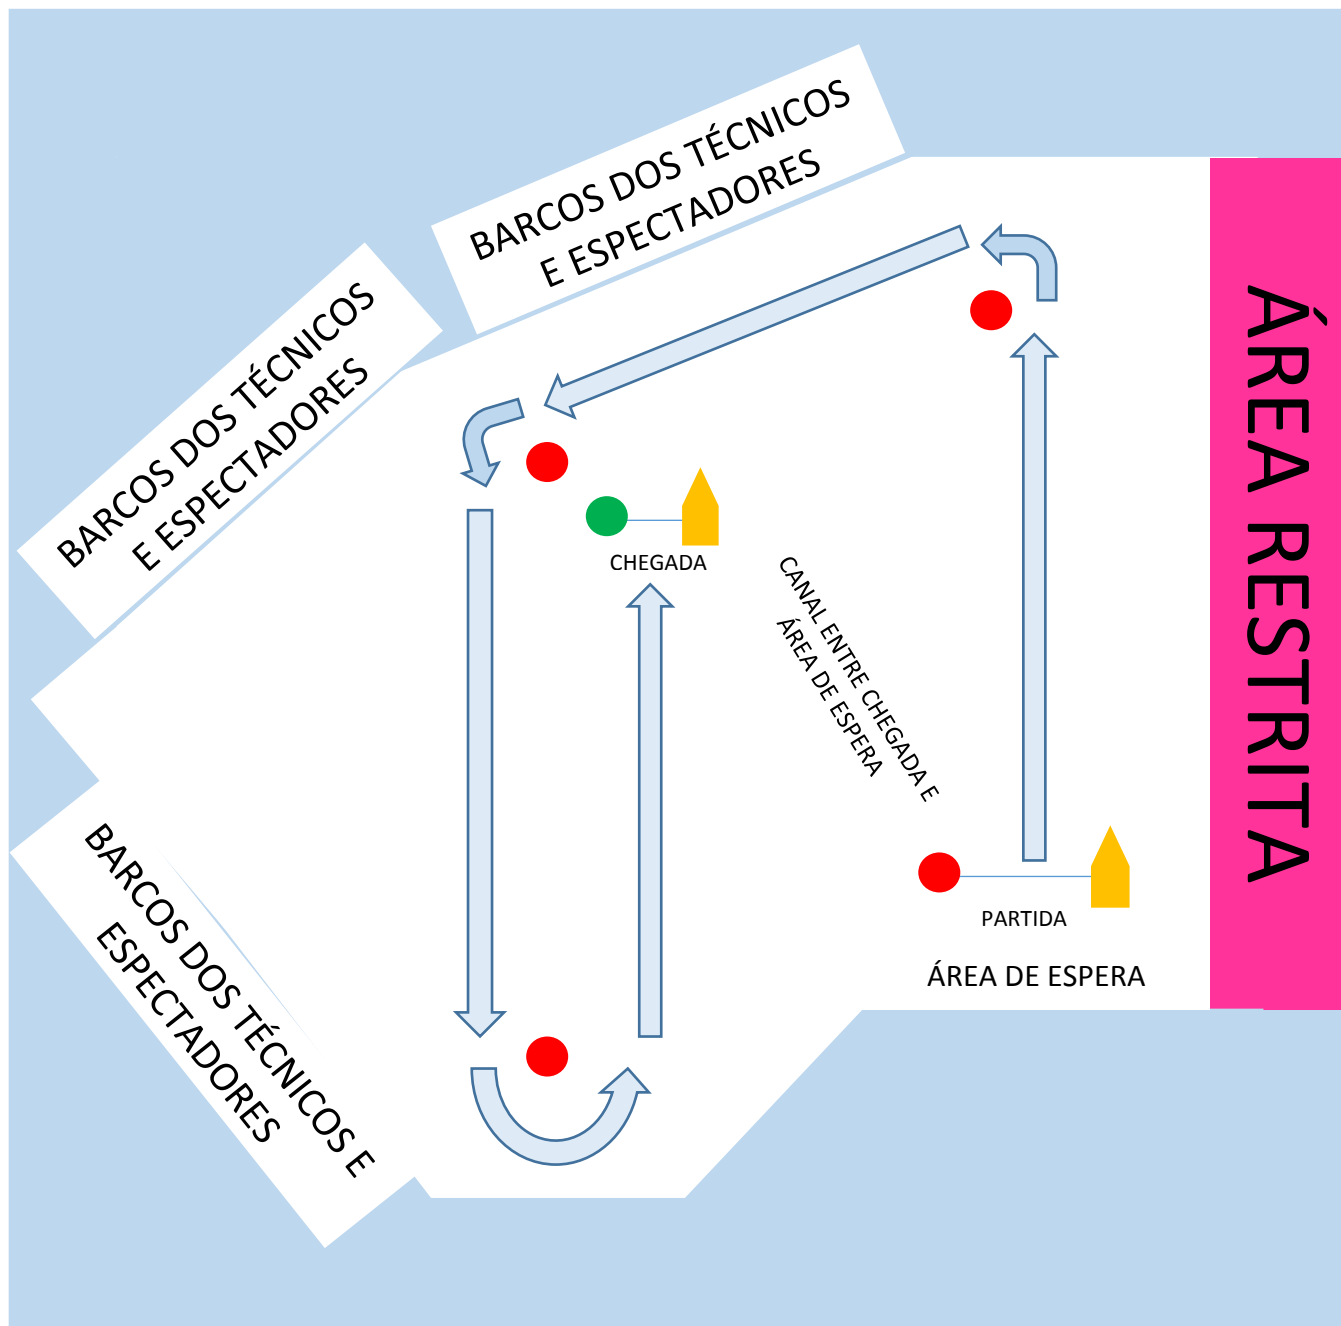 BARCOS DOS TÉCNICOS
E ESPECTADORES
BARCOS DOS TÉCNICOS
E ESPECTADORES
ÁREA RESTRITA
CHEGADA
CANAL ENTRE CHEGADA E
ÁREA DE ESPERA
PARTIDA
ÁREA DE ESPERA
BARCOS DOS TÉCNICOS E
ESPECTADORES